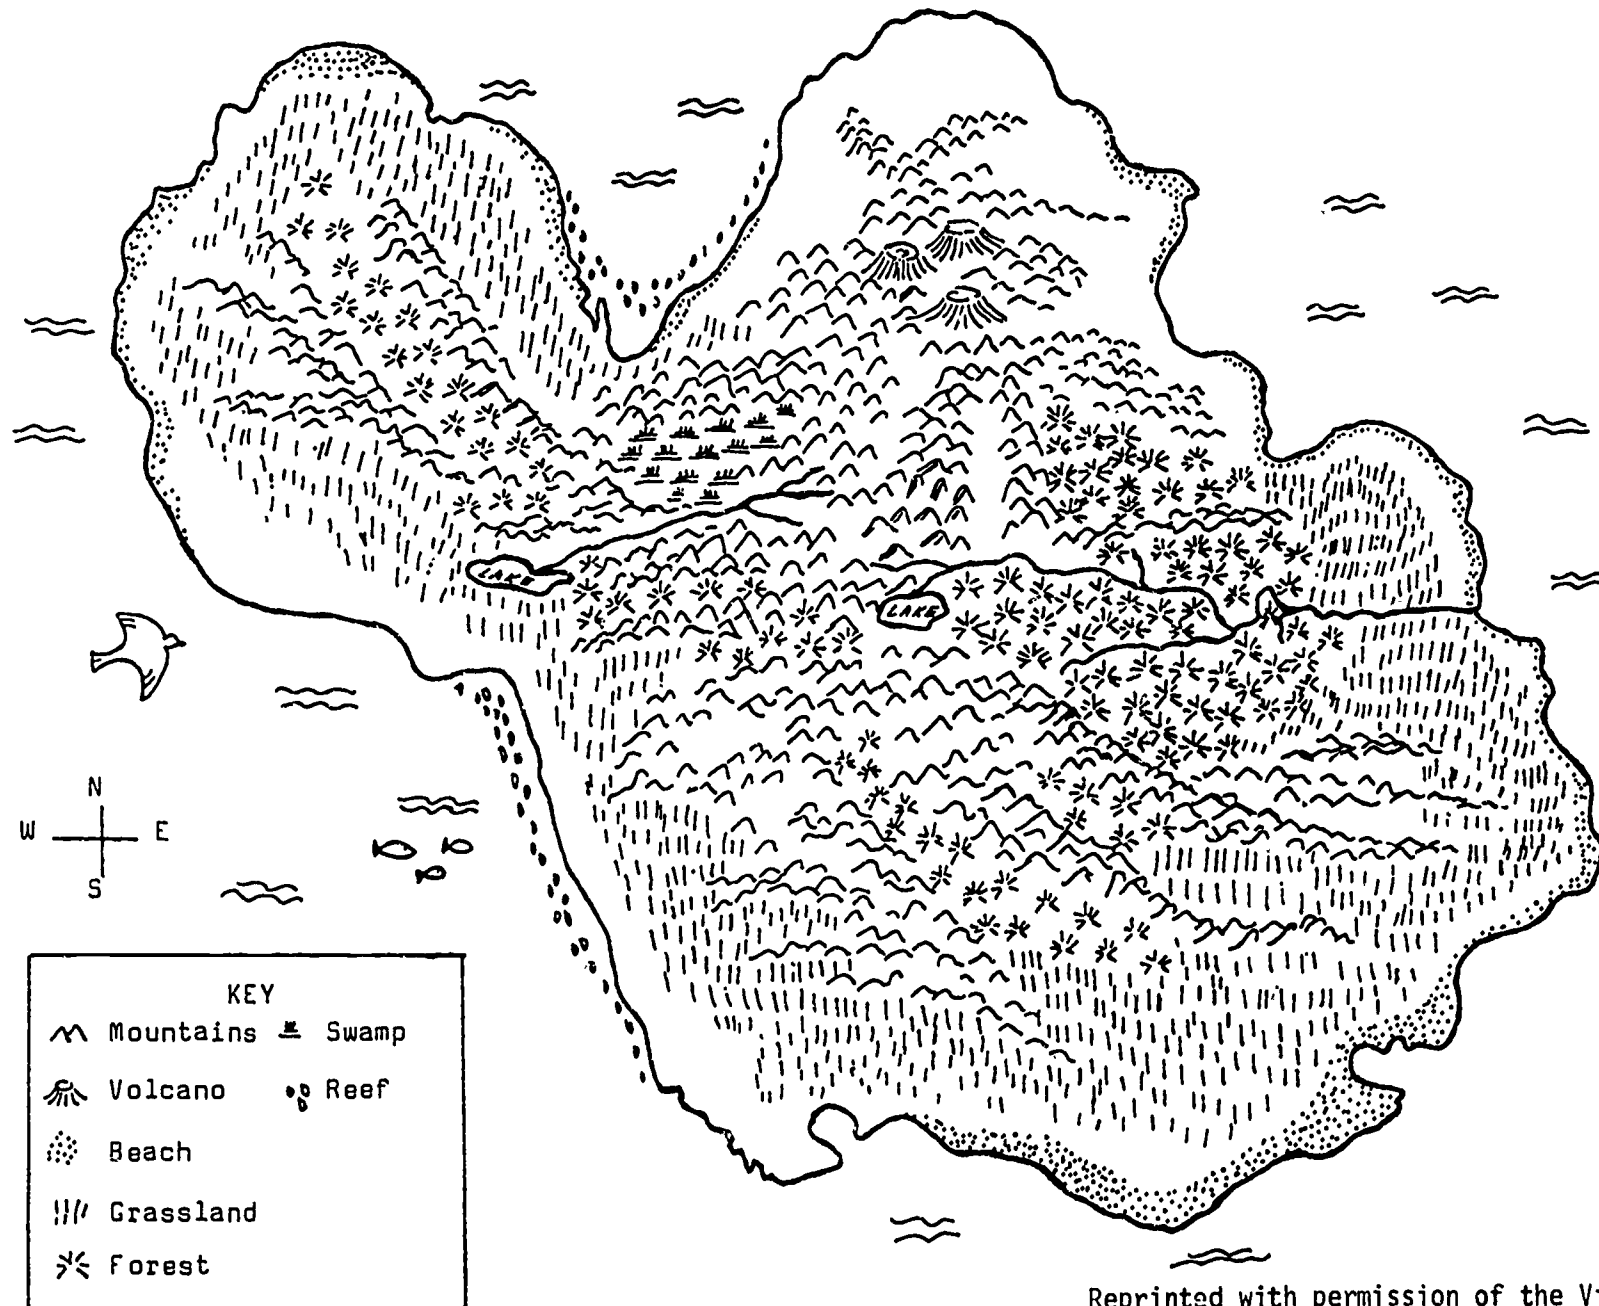 LAKE
LAKE
N
W E
S
KEY
Mountains Swamp
Volcano Reef
Beach
Grassland
Forest
Reprinted with permission of the